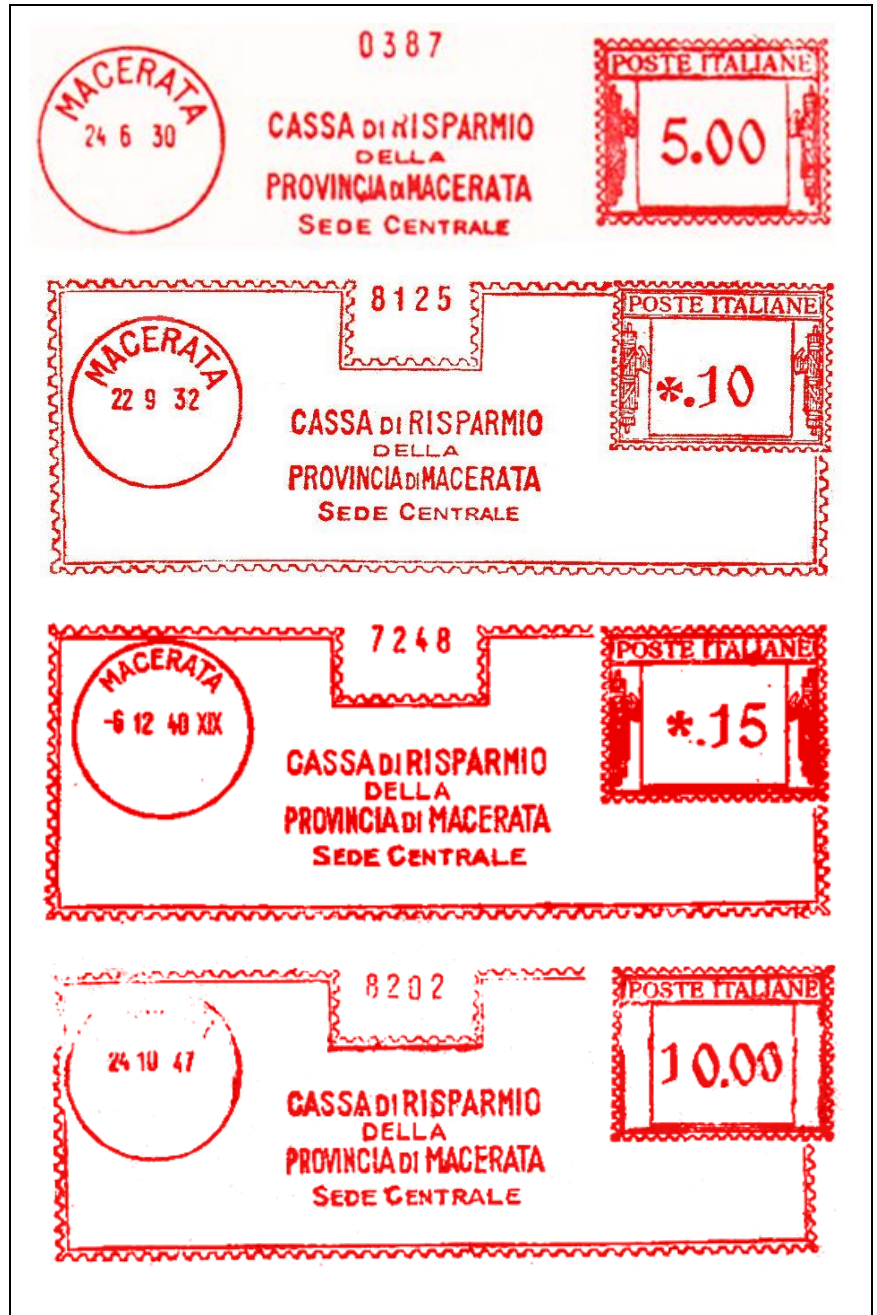 0387
MACERATA
24 6 30
CASSA DI RISPARMIO
DELLA
PROVINCIA DI MACERATA
SEDE CENTRALE
POSTE ITALIANE
5.00
8125
MACERATA
22 9 32
CASSA DI RISPARMIO
DELLA
PROVINCIA DI MACERATA
SEDE CENTRALE
POSTE ITALIANE
*.10
7248
MACERATA
-6 12 40 XIX
CASSA DI RISPARMIO
DELLA
PROVINCIA DI MACERATA
SEDE CENTRALE
POSTE ITALIANE
*.15
8202
24 10 47
CASSA DI RISPARMIO
DELLA
PROVINCIA DI MACERATA
SEDE CENTRALE
POSTE ITALIANE
10.00